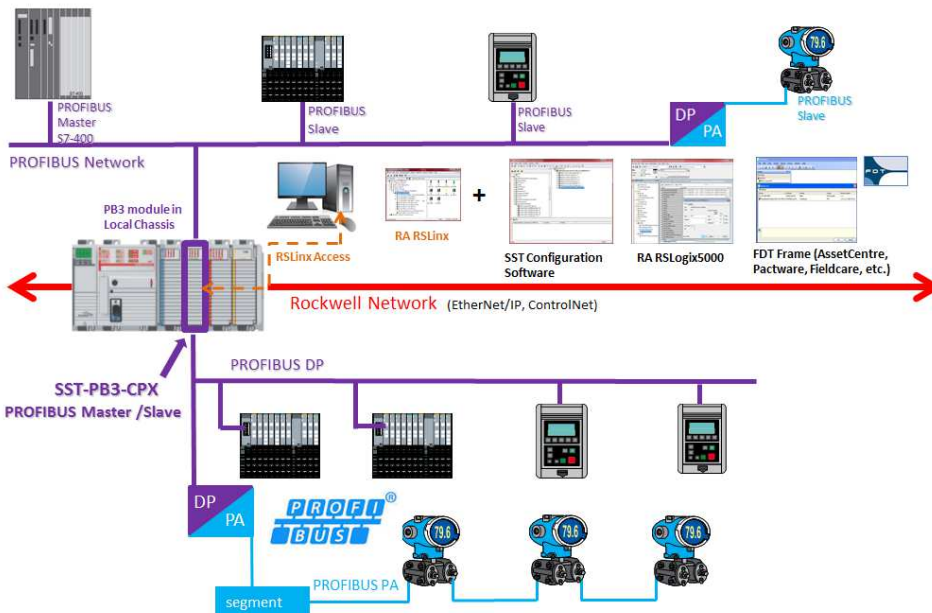 PROFIBUS
Master
S7-400
PROFIBUS
Slave
PROFIBUS
Slave
DP
PA
PROFIBUS
Slave
PROFIBUS Network
79.6
PB3 module in
Local Chassis
RSLinx Access
RA RSLinx
+
SST Configuration
Software
RA RSLogix5000
FDT
FDT Frame (AssetCentre,
Pactware, Fieldcare, etc.)
Rockwell Network (EtherNet/IP, ControlNet)
SST-PB3-CPX
PROFIBUS Master /Slave
PROFIBUS DP
DP
PA
PROFI
BUS
®
79.6
79.6
79.6
PROFIBUS PA
segment